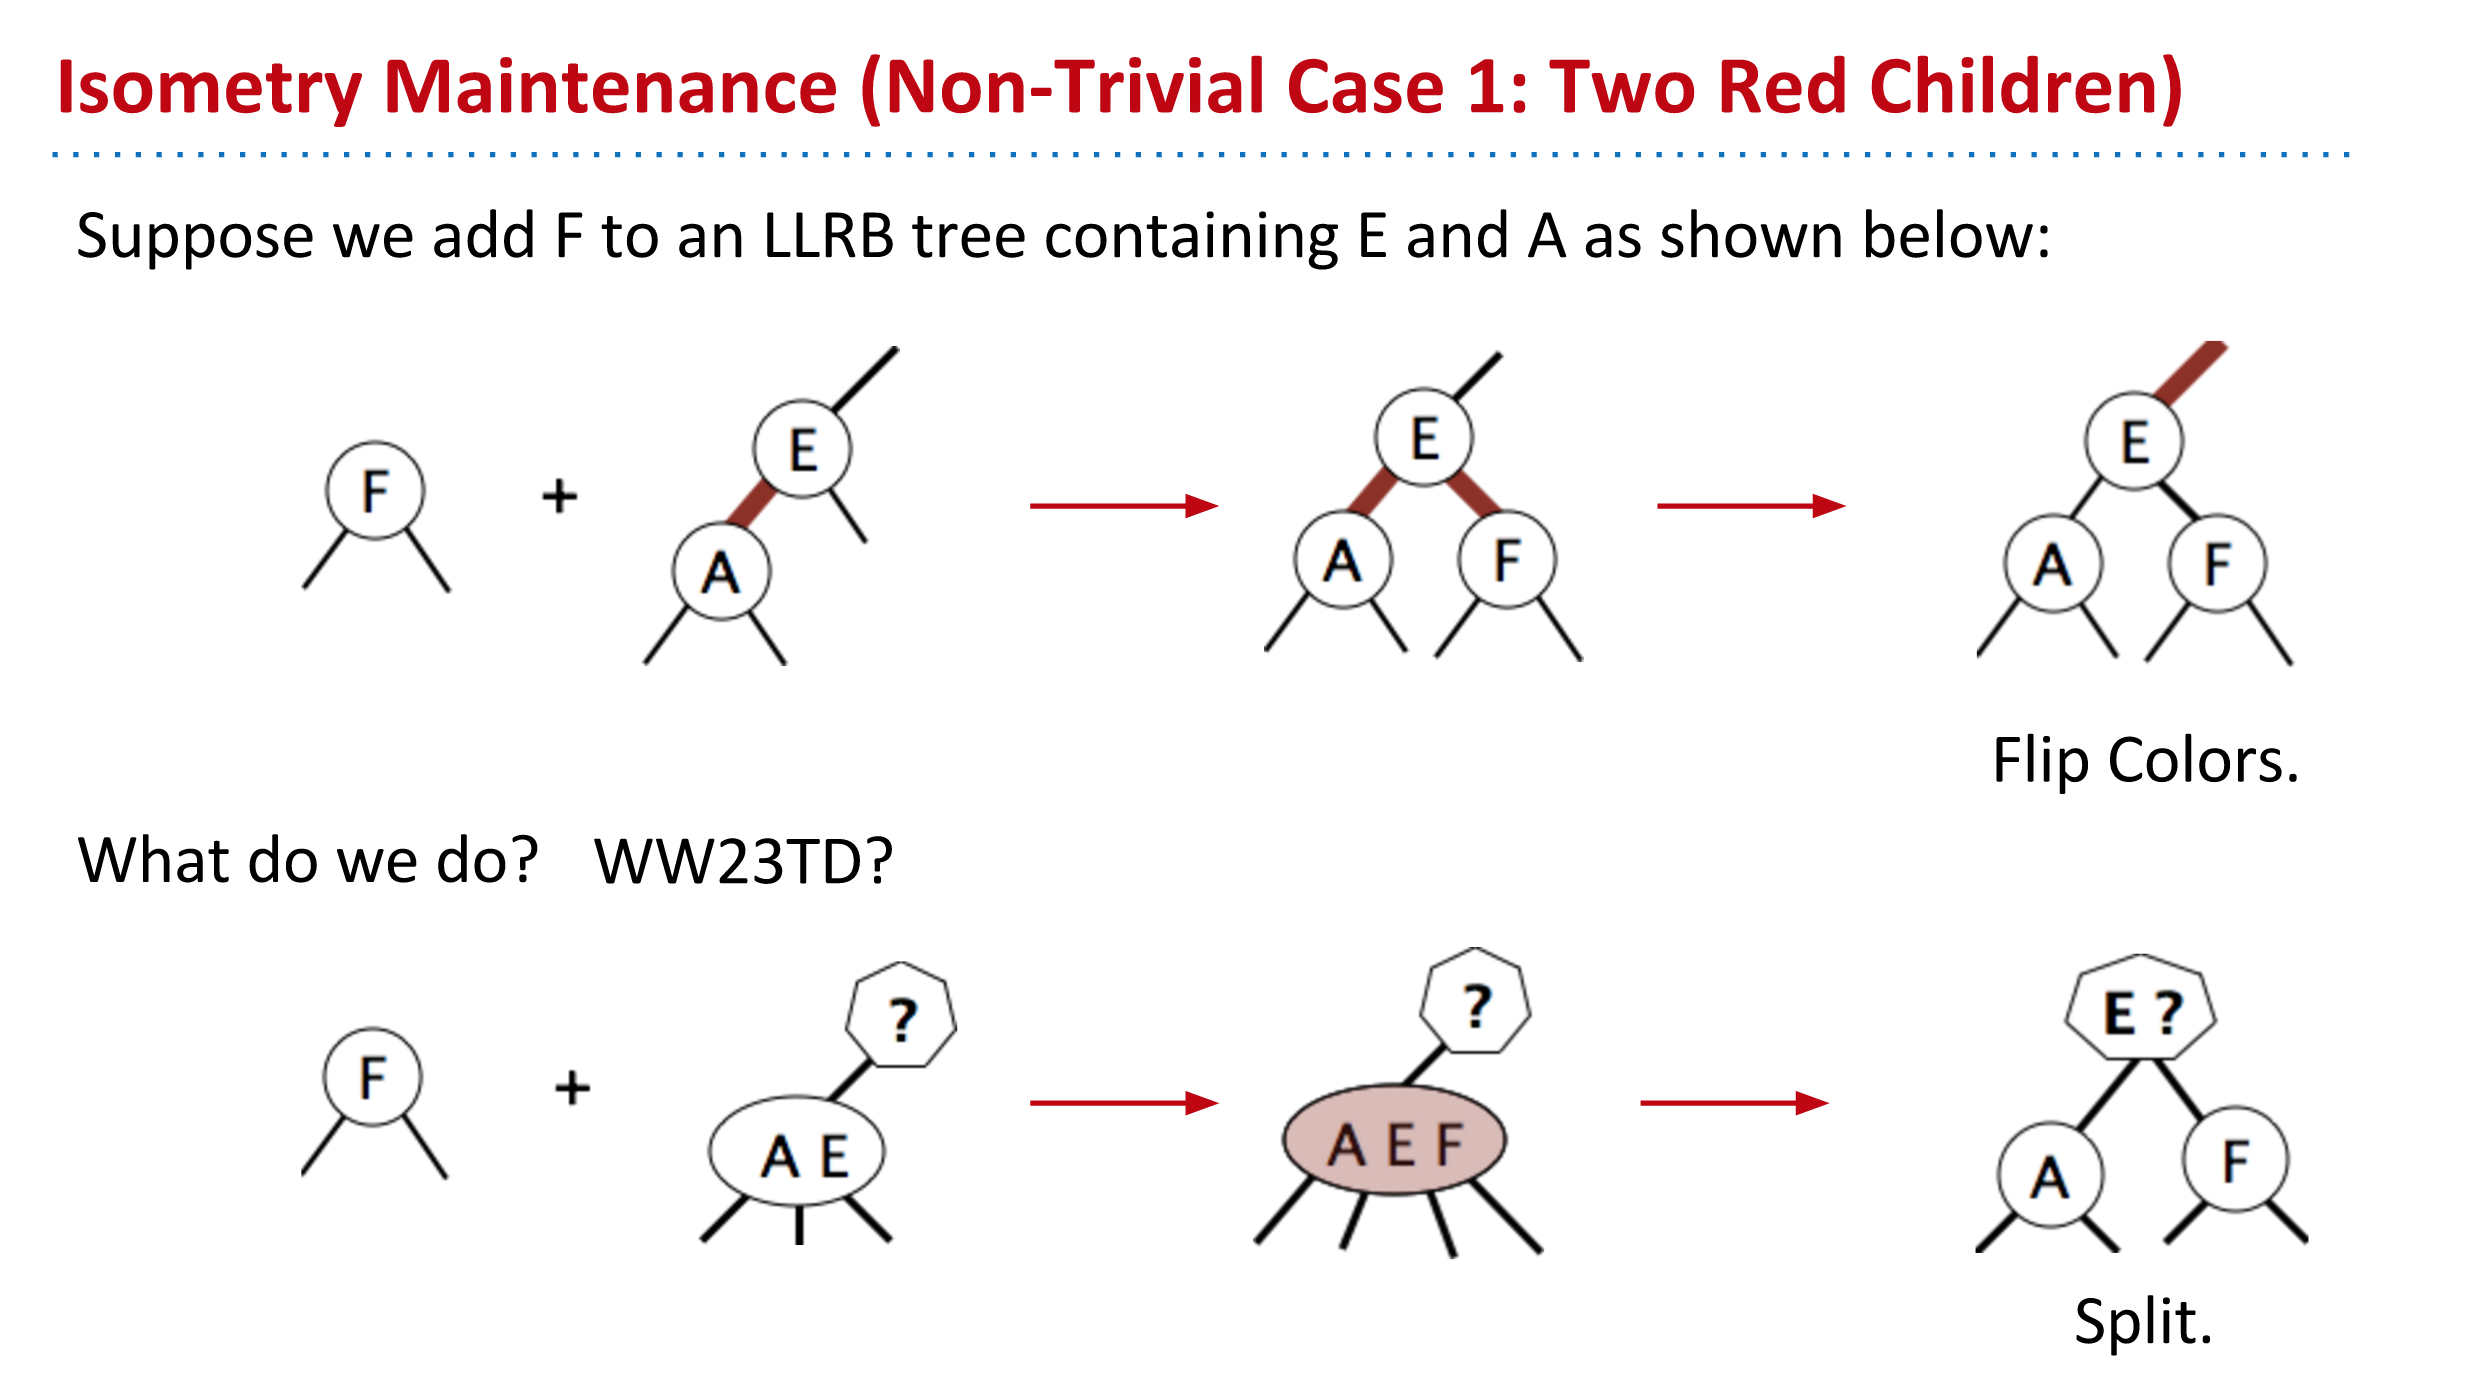 Isometry Maintenance (Non-Trivial Case 1: Two Red Children)
Suppose we add F to an LLRB tree containing E and A as shown below:
F + E A
E A F
E A F
Flip Colors.
What do we do? WW23TD?
F + ? A E
? A E F
E ? A F
Split.